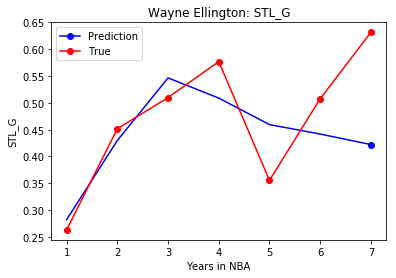 Wayne Ellington: STL_G
Prediction
True
0.65
0.60
0.55
0.50
0.45
0.40
0.35
0.30
0.25
STL_G
1 2 3 4 5 6 7
Years in NBA